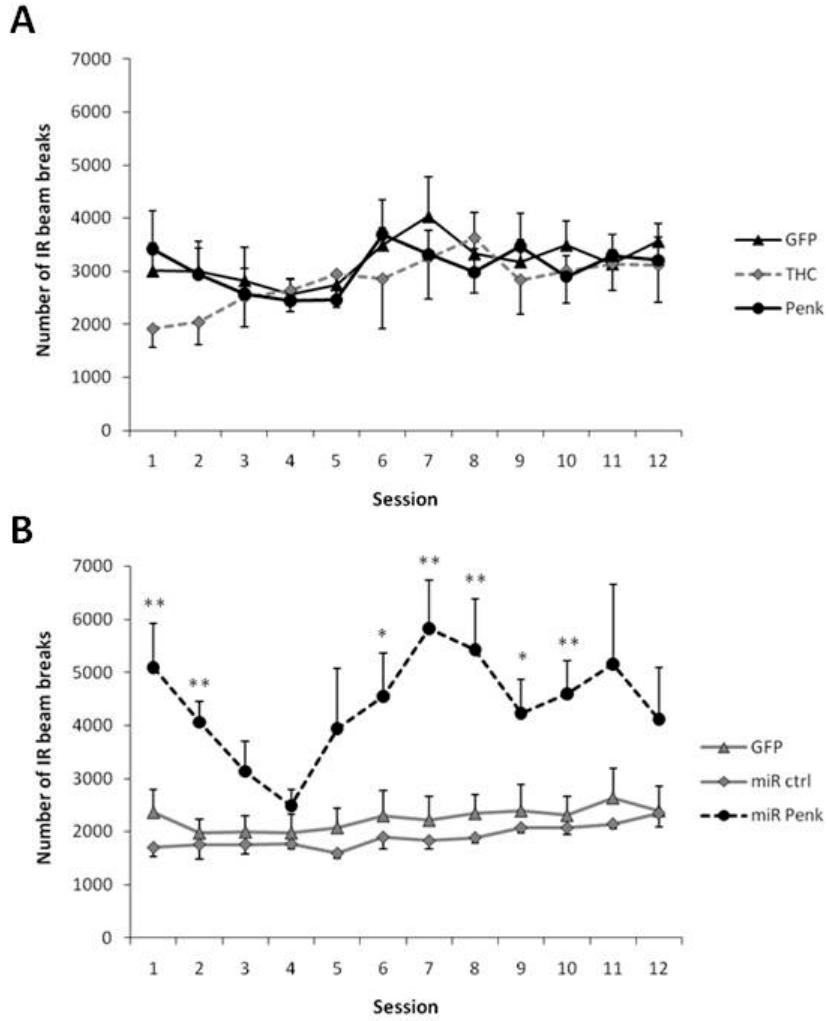 A
7000
6000
5000
4000
3000
2000
1000
0
Number of IR beam breaks
1 2 3 4 5 6 7 8 9 10 11 12
Session
GFP
THC
Penk
B
7000
6000
5000
4000
3000
2000
1000
0
Number of IR beam breaks
** ** * ** ** * **
1 2 3 4 5 6 7 8 9 10 11 12
Session
GFP
miR ctrl
miR Penk